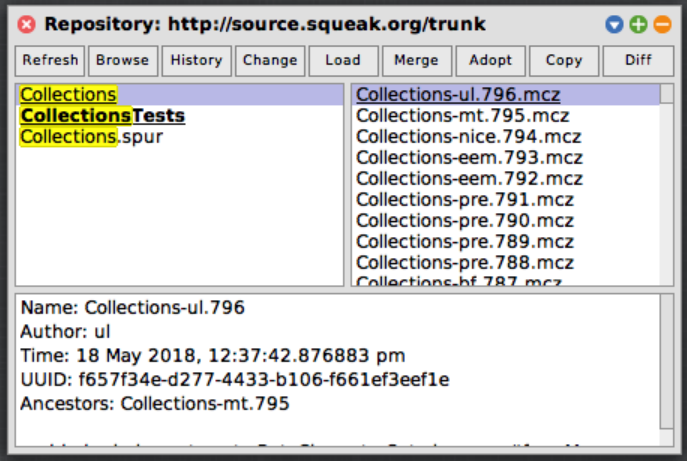 Repository: http://source.squeak.org/trunk
Refresh Browse History Change Load Merge Adopt Copy Diff
Collections
CollectionsTests
Collections.spur
Collections-ul.796.mcz
Collections-mt.795.mcz
Collections-nice.794.mcz
Collections-eem.793.mcz
Collections-eem.792.mcz
Collections-pre.791.mcz
Collections-pre.790.mcz
Collections-pre.789.mcz
Collections-pre.788.mcz
Collections-bf.787.mcz
Name: Collections-ul.796
Author: ul
Time: 18 May 2018, 12:37:42.876883 pm
UUID: f657f34e-d277-4433-b106-f661ef3eef1e
Ancestors: Collections-mt.795